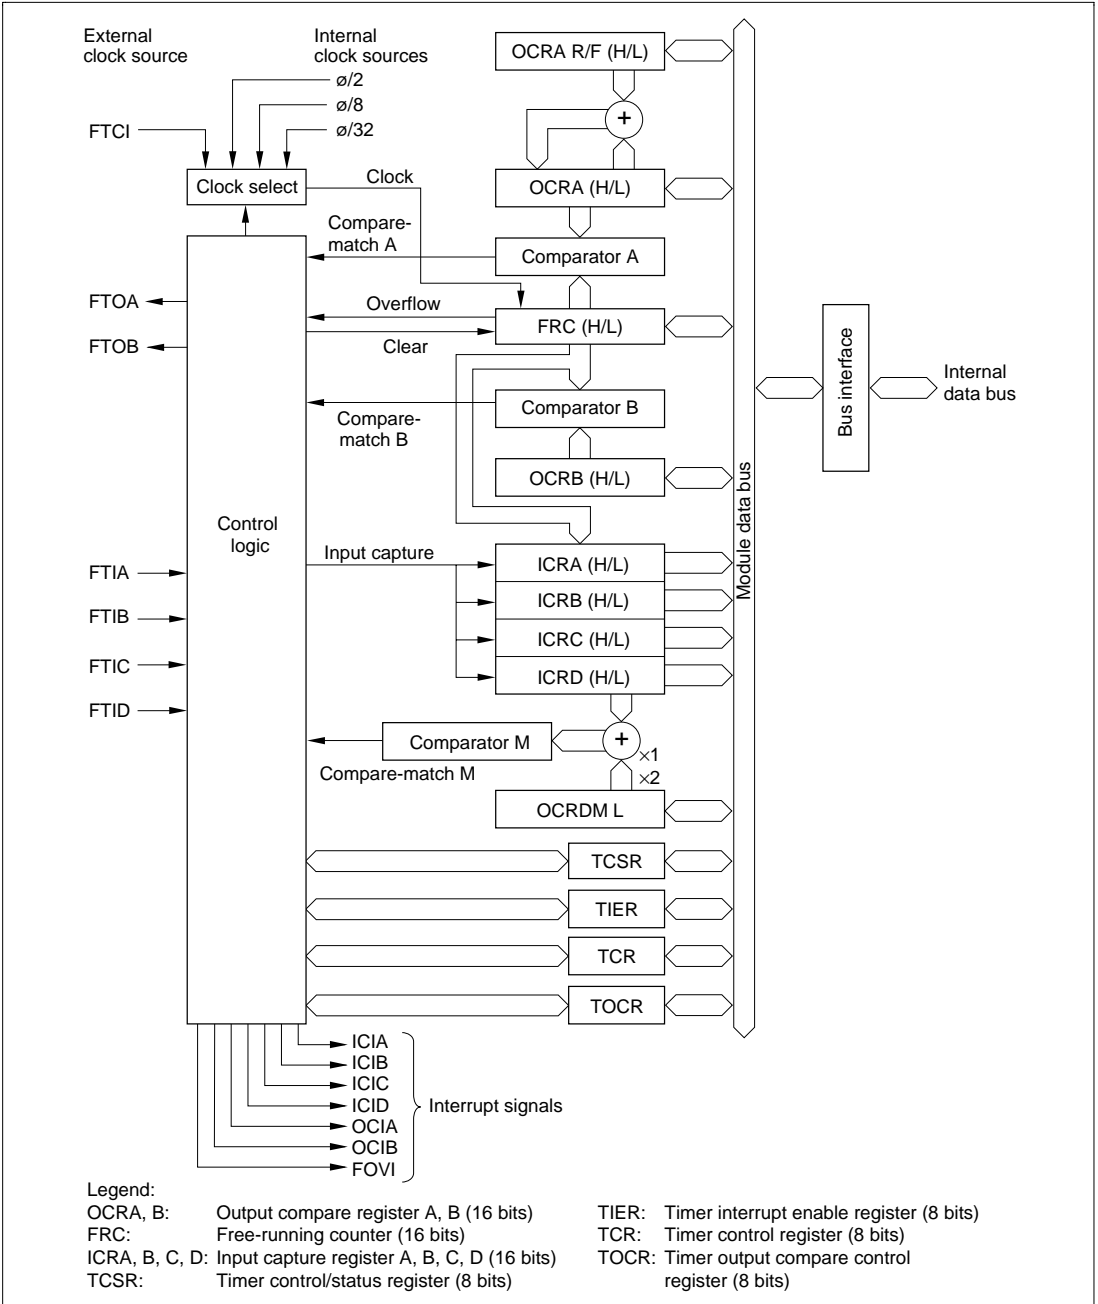 External
clock source
Internal
clock sources
ø/2
ø/8
ø/32
FTCI
Clock select
Clock
OCRA R/F (H/L)
+
OCRA (H/L)
Compare-
match A
Comparator A
FTOA
Overflow
FRC (H/L)
FTOB
Clear
Comparator B
Compare-
match B
OCRB (H/L)
Module data bus
Bus interface
Internal
data bus
Control
logic
Input capture
FTIA
FTIB
FTIC
FTID
ICRA (H/L)
ICRB (H/L)
ICRC (H/L)
ICRD (H/L)
Comparator M
+
×1
×2
Compare-match M
OCRDM L
TCSR
TIER
TCR
TOCR
ICIA
ICIB
ICIC
ICID
OCIA
OCIB
FOVI
Interrupt signals
Legend:
OCRA, B: Output compare register A, B (16 bits)
FRC: Free-running counter (16 bits)
ICRA, B, C, D: Input capture register A, B, C, D (16 bits)
TCSR: Timer control/status register (8 bits)
TIER: Timer interrupt enable register (8 bits)
TCR: Timer control register (8 bits)
TOCR: Timer output compare control
register (8 bits)